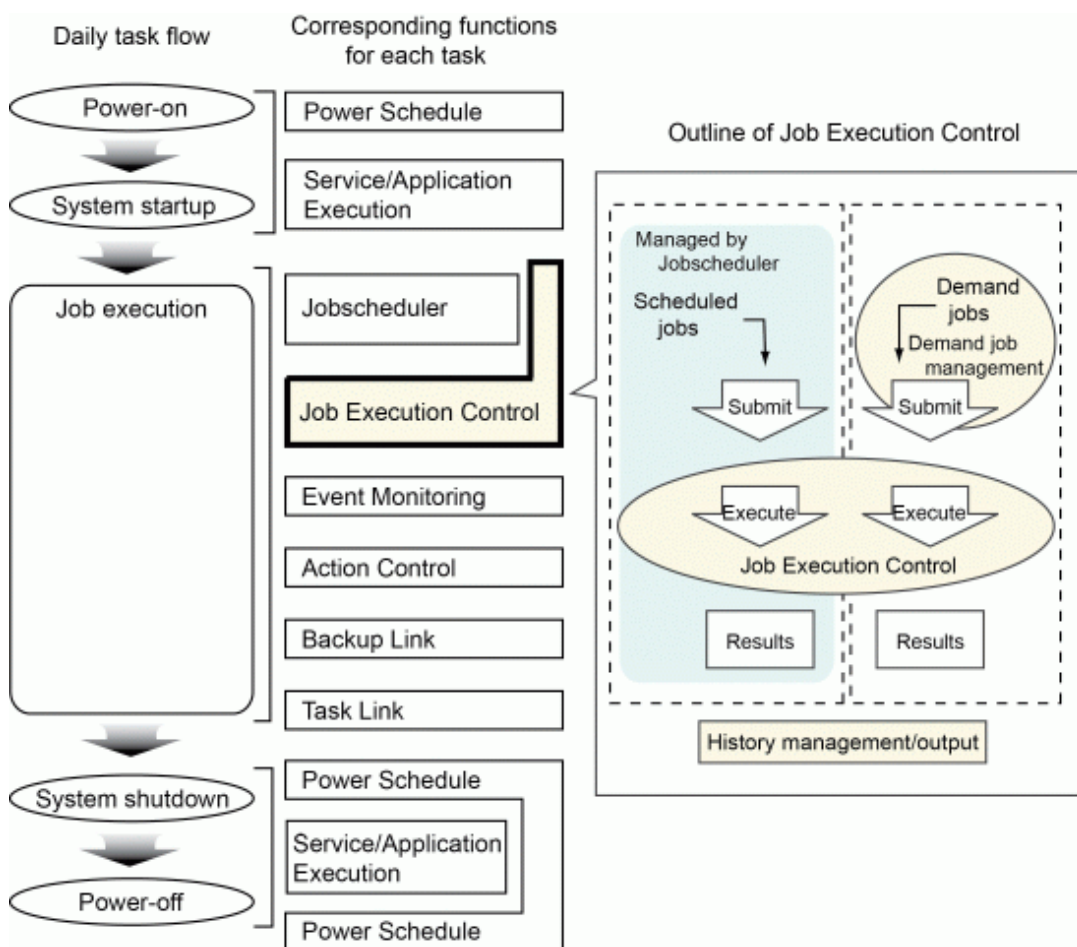 Daily task flow
Corresponding functions
for each task
Power-on
System startup
Job execution
System shutdown
Power-off
Power Schedule
Service/Application
Execution
Jobscheduler
Job Execution Control
Event Monitoring
Action Control
Backup Link
Task Link
Power Schedule
Service/Application
Execution
Power Schedule
Outline of Job Execution Control
Managed by
Jobscheduler
Scheduled
jobs
Submit
Demand
jobs
Demand job
management
Submit
Execute
Execute
Job Execution Control
Results
Results
History management/output